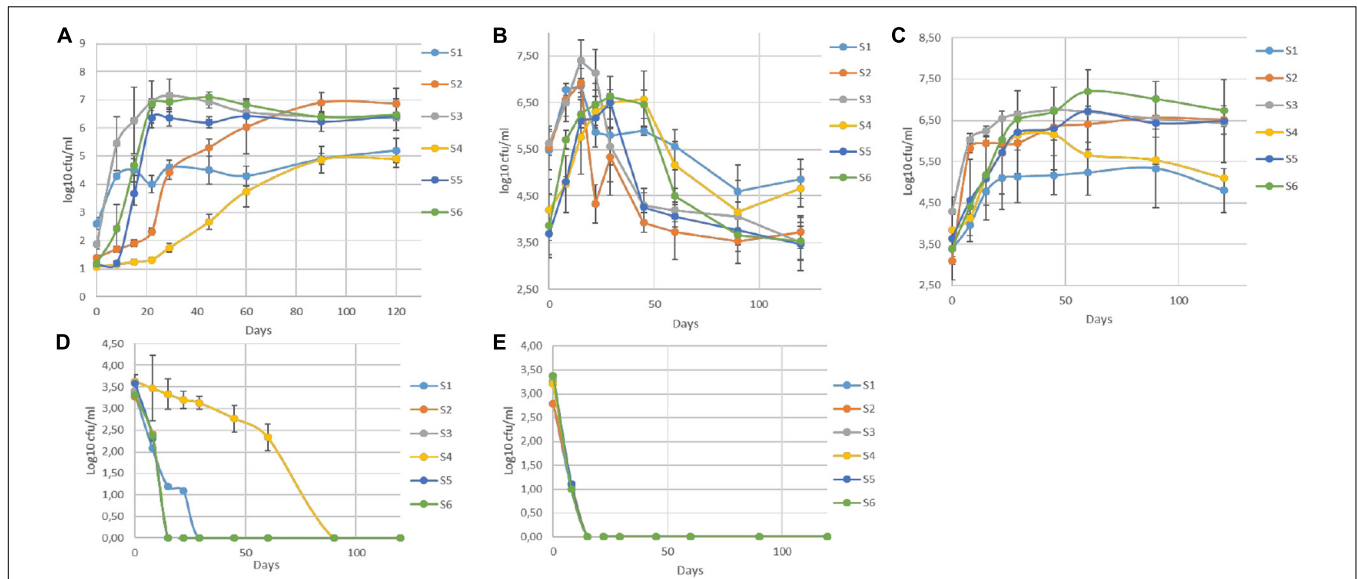 A
9
8
7
6
5
4
3
2
1
0
log10 cfu/ml
0 20 40 60 80 100 120
Days
S1
S2
S3
S4
S5
S6
B
7,50
6,50
5,50
4,50
3,50
2,50
log10 cfu/ml
0 50 100
Days
S1
S2
S3
S4
S5
S6
C
8,50
7,50
6,50
5,50
4,50
3,50
2,50
log10 cfu/ml
0 50 100
Days
S1
S2
S3
S4
S5
S6
D
4,50
4,00
3,50
3,00
2,50
2,00
1,50
1,00
0,50
0,00
Log10 cfu/ml
0 50 100
Days
S1
S2
S3
S4
S5
S6
E
4,00
3,50
3,00
2,50
2,00
1,50
1,00
0,50
0,00
Log10 cfu/ml
0 50 100
Days
S1
S2
S3
S4
S5
S6